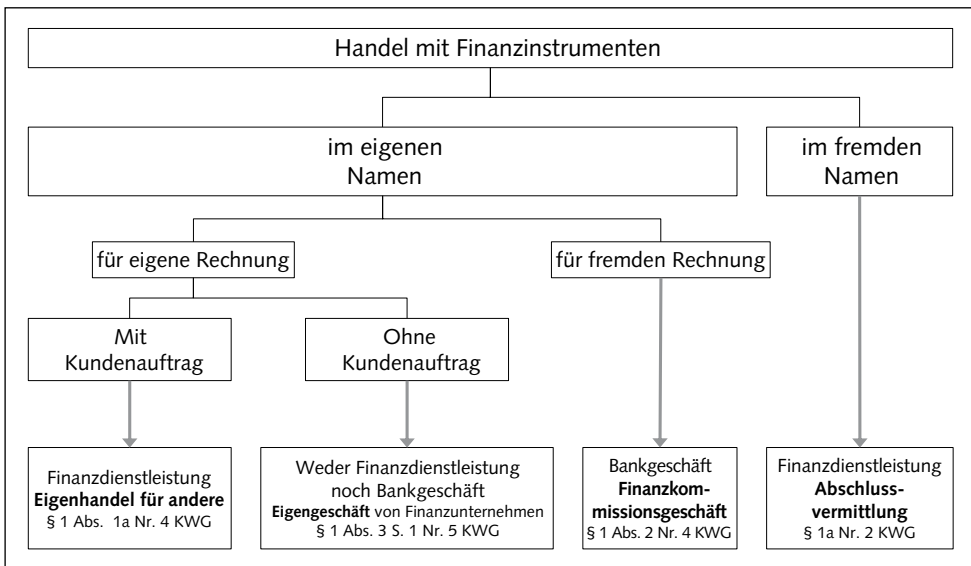 Handel mit Finanzinstrumenten
im eigenen
Namen
im fremden
Namen
für eigene Rechnung
für fremden Rechnung
Mit
Kundenauftrag
Ohne
Kundenauftrag
Finanzdienstleistung
Eigenhandel für andere
§ 1 Abs. 1a Nr. 4 KWG
Weder Finanzdienstleistung
noch Bankgeschäft
Eigengeschäft von Finanzunternehmen
§ 1 Abs. 3 S. 1 Nr. 5 KWG
Bankgeschäft
Finanzkom-
missionsgeschäft
§ 1 Abs. 2 Nr. 4 KWG
Finanzdienstleistung
Abschluss-
vermittlung
§ 1a Nr. 2 KWG